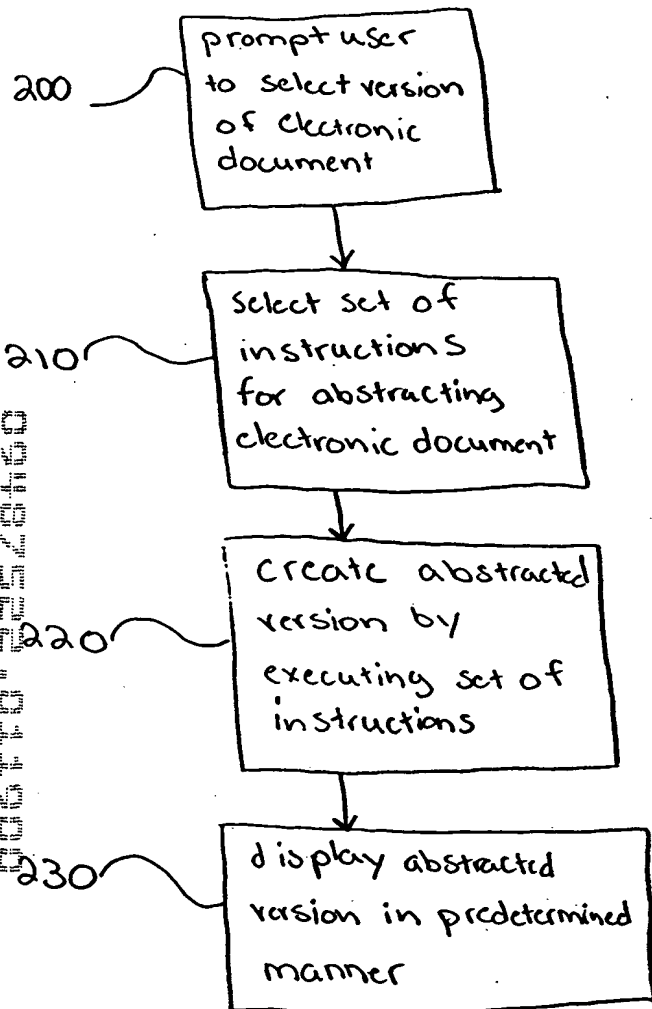 prompt user
200
to select version
of electronic
document
select set of
instructions
210
for abstracting
electronic document
create abstracted
version by
220
executing set of
instructions
display abstracted
230
version in predetermined
manner